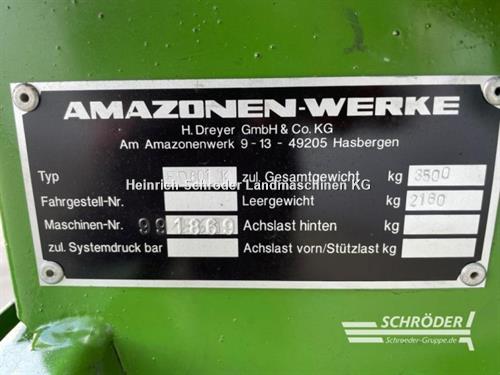 AMAZONEN-WERKE
H. Dreyer GmbH & Co. KG
Am Amazonenwerk 9 - 13 - 49205 Hasbergen
Typ zul. Gesamtgewicht kg 3500
Heinrich Schröder Landmaschinen KG
Fahrgestell-Nr. Leergewicht kg 2180
Maschinen-Nr. 991869 Achslast hinten kg
zul. Systemdruck bar Achslast vorn/Stützlast kg
SCHRÖDER
Schroeder-Gruppe.de